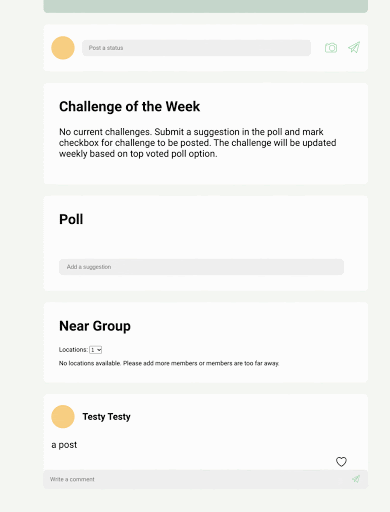 Post a status
Challenge of the Week
No current challenges. Submit a suggestion in the poll and mark
checkbox for challenge to be posted. The challenge will be updated
weekly based on top voted poll option.
Poll
Add a suggestion
Near Group
Locations: 1
No locations available. Please add more members or members are too far away.
Testy Testy
a post
Write a comment